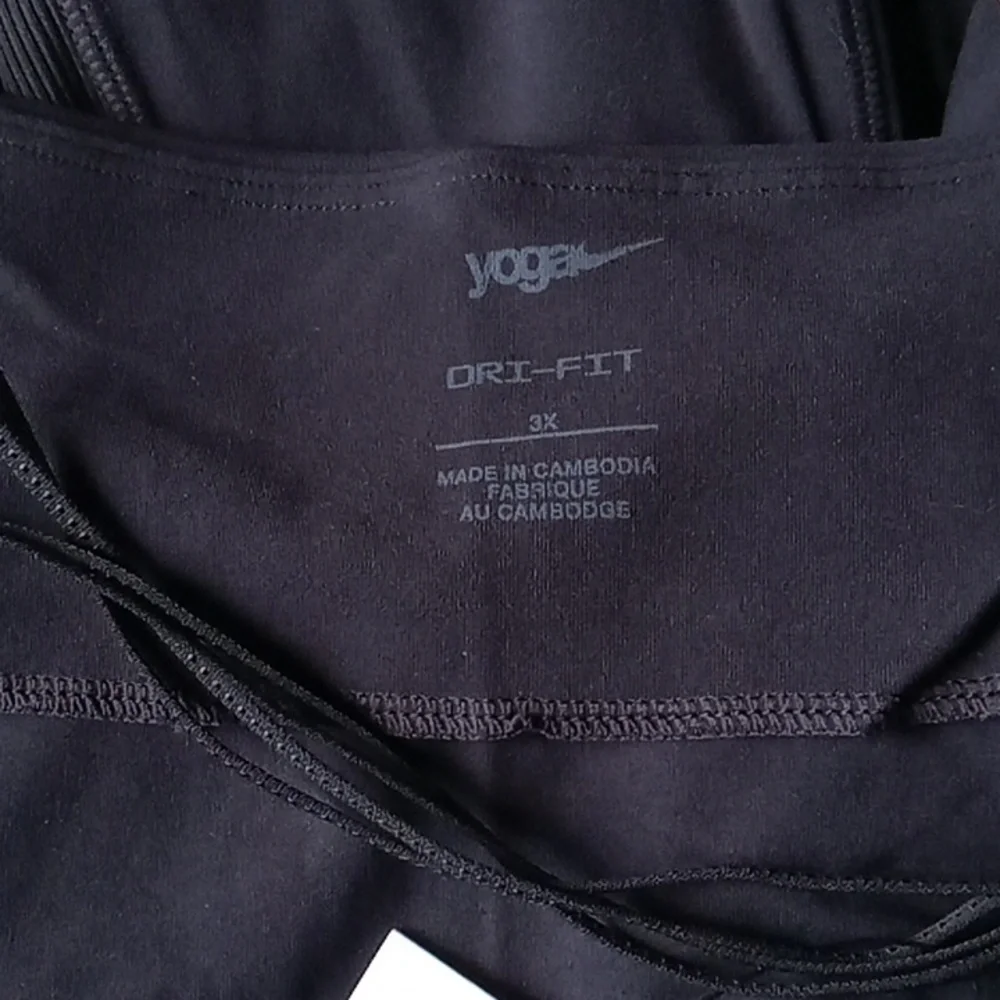 yoga
DRI-FIT
3X
MADE IN CAMBODIA
FABRIQUE
AU CAMBODGE